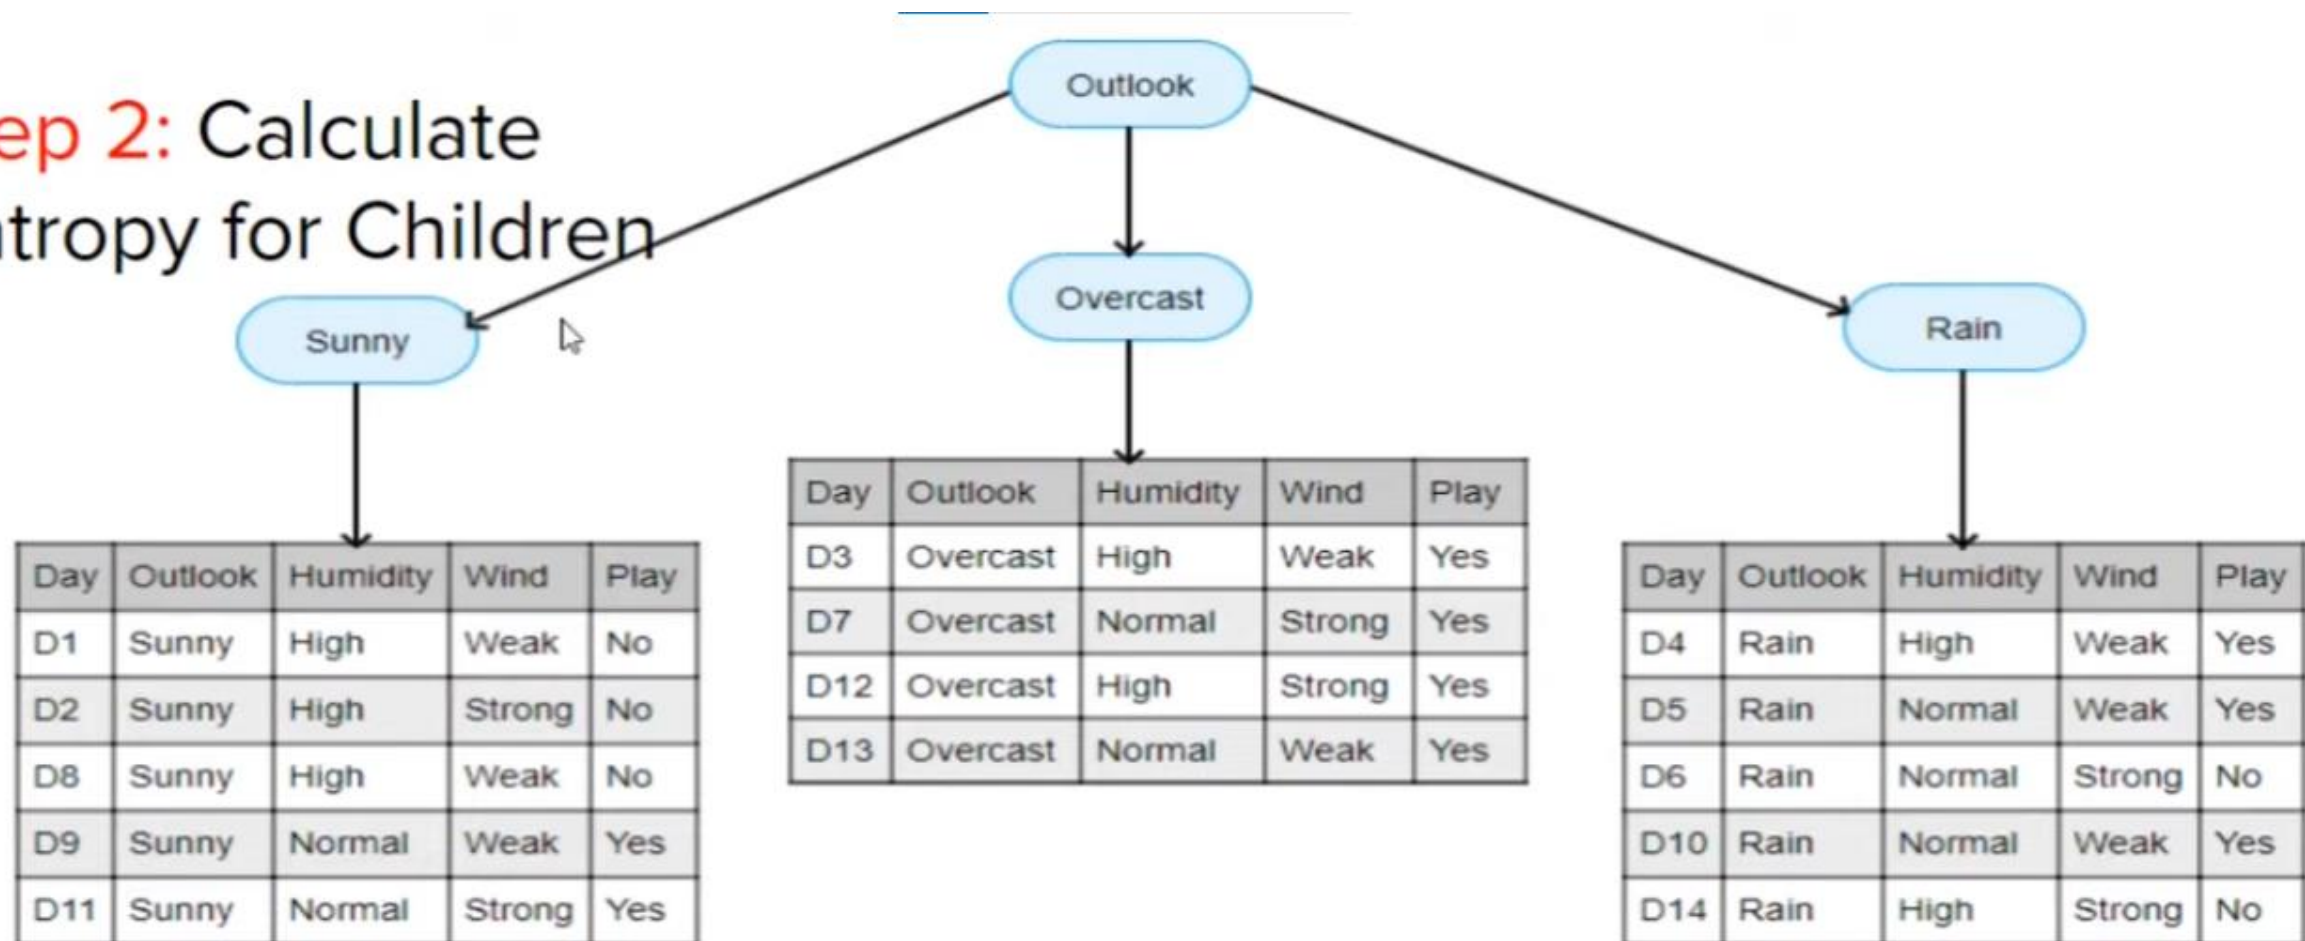 ep 2: Calculate
ntropy for Children
Outlook
Sunny
Overcast
Rain
Day Outlook Humidity Wind Play
D1 Sunny High Weak No
D2 Sunny High Strong No
D8 Sunny High Weak No
D9 Sunny Normal Weak Yes
D11 Sunny Normal Strong Yes
Day Outlook Humidity Wind Play
D3 Overcast High Weak Yes
D7 Overcast Normal Strong Yes
D12 Overcast High Strong Yes
D13 Overcast Normal Weak Yes
Day Outlook Humidity Wind Play
D4 Rain High Weak Yes
D5 Rain Normal Weak Yes
D6 Rain Normal Strong No
D10 Rain Normal Weak Yes
D14 Rain High Strong No